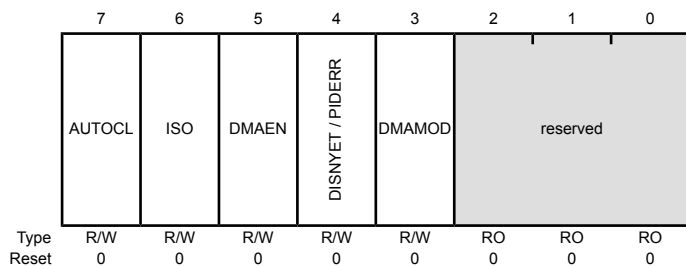 7 6 5 4 3 2 1 0
AUTOCL ISO DMAEN DISNYET / PIDERR DMAMOD reserved
Type R/W R/W R/W R/W R/W RO RO RO
Reset 0 0 0 0 0 0 0 0